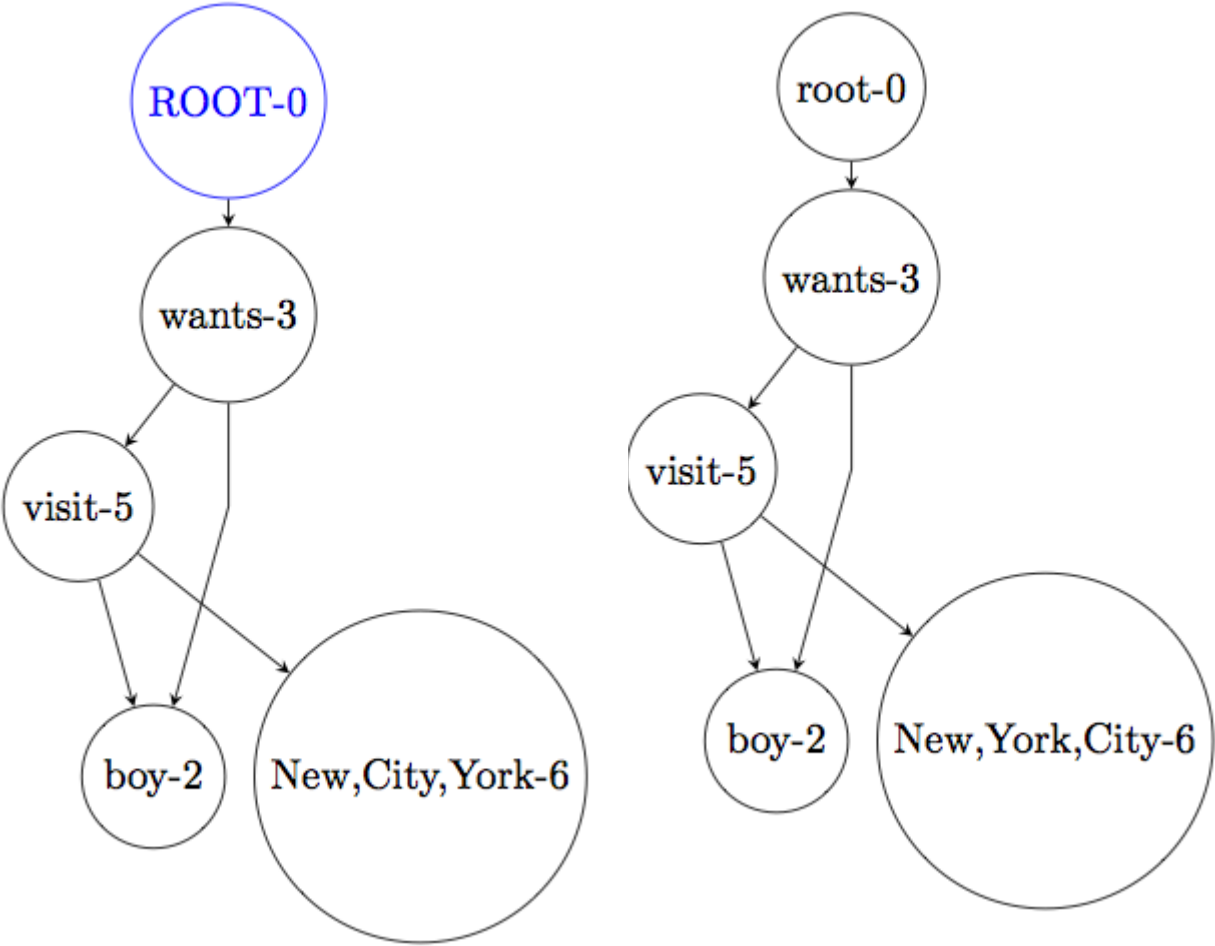 ROOT-0
wants-3
visit-5
boy-2
New,City,York-6
root-0
wants-3
visit-5
boy-2
New,York,City-6